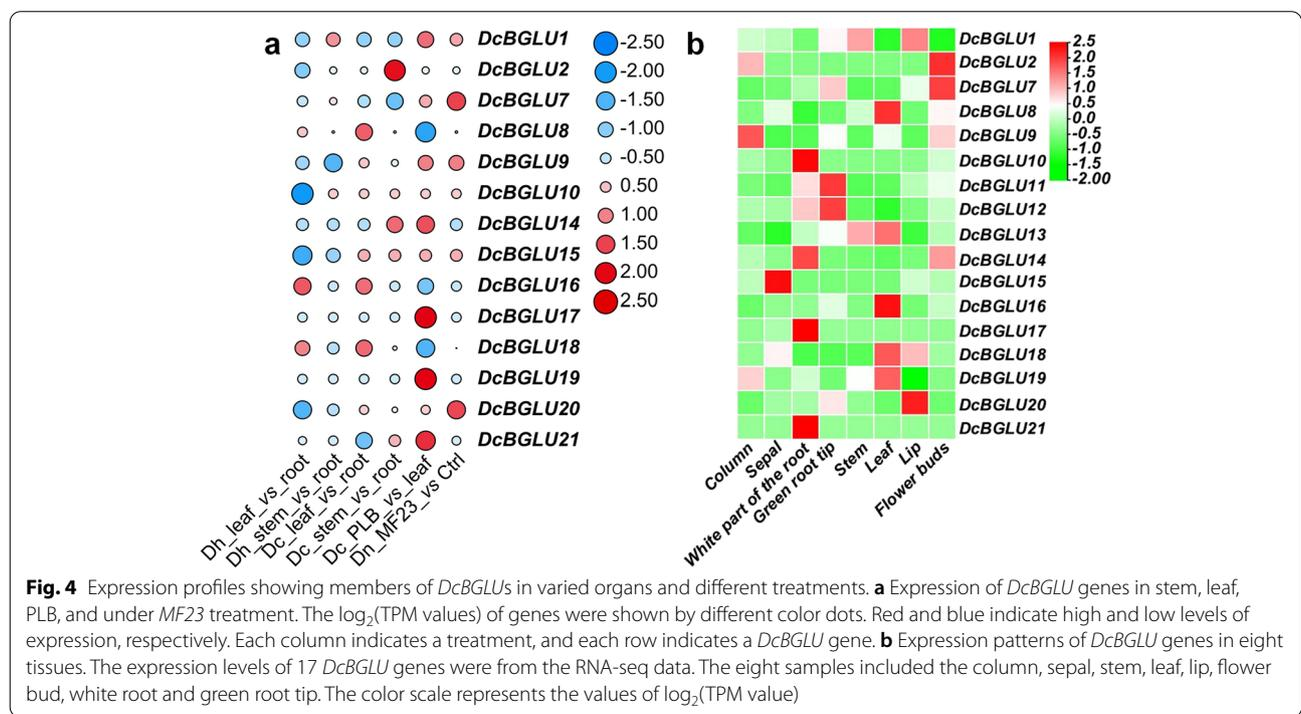 a
DcBGLU1
DcBGLU2
DcBGLU7
DcBGLU8
DcBGLU9
DcBGLU10
DcBGLU14
DcBGLU15
DcBGLU16
DcBGLU17
DcBGLU18
DcBGLU19
DcBGLU20
DcBGLU21
-2.50
-2.00
-1.50
-1.00
-0.50
0.50
1.00
1.50
2.00
2.50
Dh_leaf_vs_root
Dh_stem_vs_root
Dc_leaf_vs_root
Dc_stem_vs_root
Dc_PLB_vs_leaf
Dn_MF23_vs Ctrl
b
DcBGLU1
DcBGLU2
DcBGLU7
DcBGLU8
DcBGLU9
DcBGLU10
DcBGLU11
DcBGLU12
DcBGLU13
DcBGLU14
DcBGLU15
DcBGLU16
DcBGLU17
DcBGLU18
DcBGLU19
DcBGLU20
DcBGLU21
2.5
2.0
1.5
1.0
0.5
0.0
-0.5
-1.0
-1.5
-2.00
Column
Sepal
White part of the root
Green root tip
Stem
Leaf
Lip
Flower buds
Fig. 4 Expression profiles showing members of DcBGLUs in varied organs and different treatments. a Expression of DcBGLU genes in stem, leaf,
PLB, and under MF23 treatment. The log₂(TPM values) of genes were shown by different color dots. Red and blue indicate high and low levels of
expression, respectively. Each column indicates a treatment, and each row indicates a DcBGLU gene. b Expression patterns of DcBGLU genes in eight
tissues. The expression levels of 17 DcBGLU genes were from the RNA-seq data. The eight samples included the column, sepal, stem, leaf, lip, flower
bud, white root and green root tip. The color scale represents the values of log₂(TPM value)